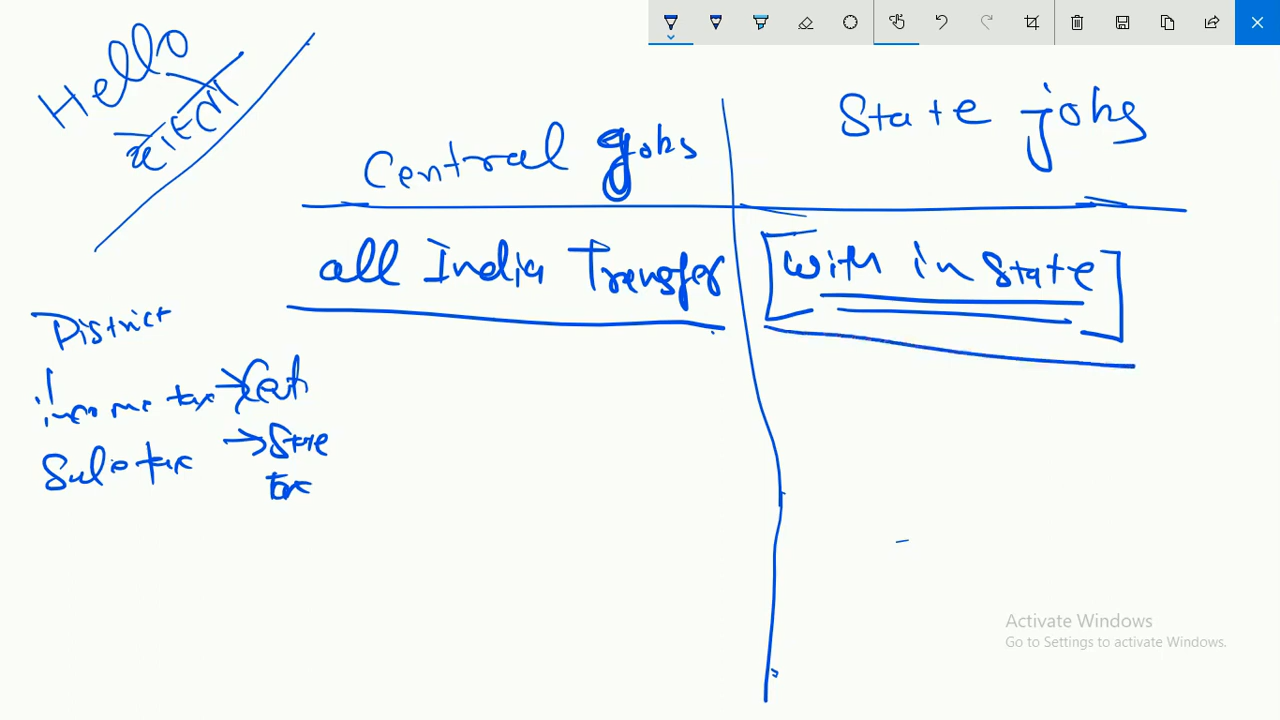 Hello
Central jobs
State jobs
all India Transfer
With in State
District
income tax → Cent
Sale tax → State
tax
Activate Windows
Go to Settings to activate Windows.